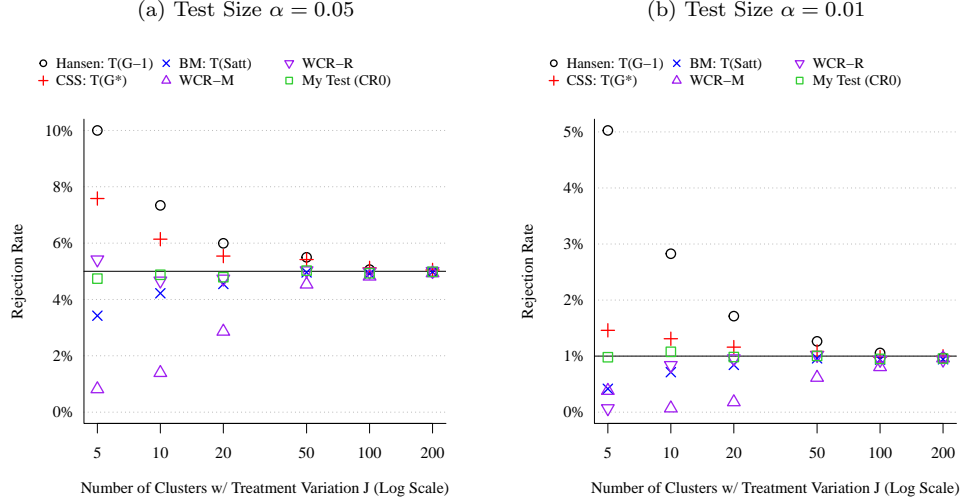 (a) Test Size α = 0.05
Hansen: T(G−1) BM: T(Satt) WCR−R
CSS: T(G*) WCR−M My Test (CR0)
10%
8%
6%
4%
2%
0%
Rejection Rate
5 10 20 50 100 200
Number of Clusters w/ Treatment Variation J (Log Scale)
(b) Test Size α = 0.01
Hansen: T(G−1) BM: T(Satt) WCR−R
CSS: T(G*) WCR−M My Test (CR0)
5%
3%
2%
1%
0%
Rejection Rate
5 10 20 50 100 200
Number of Clusters w/ Treatment Variation J (Log Scale)